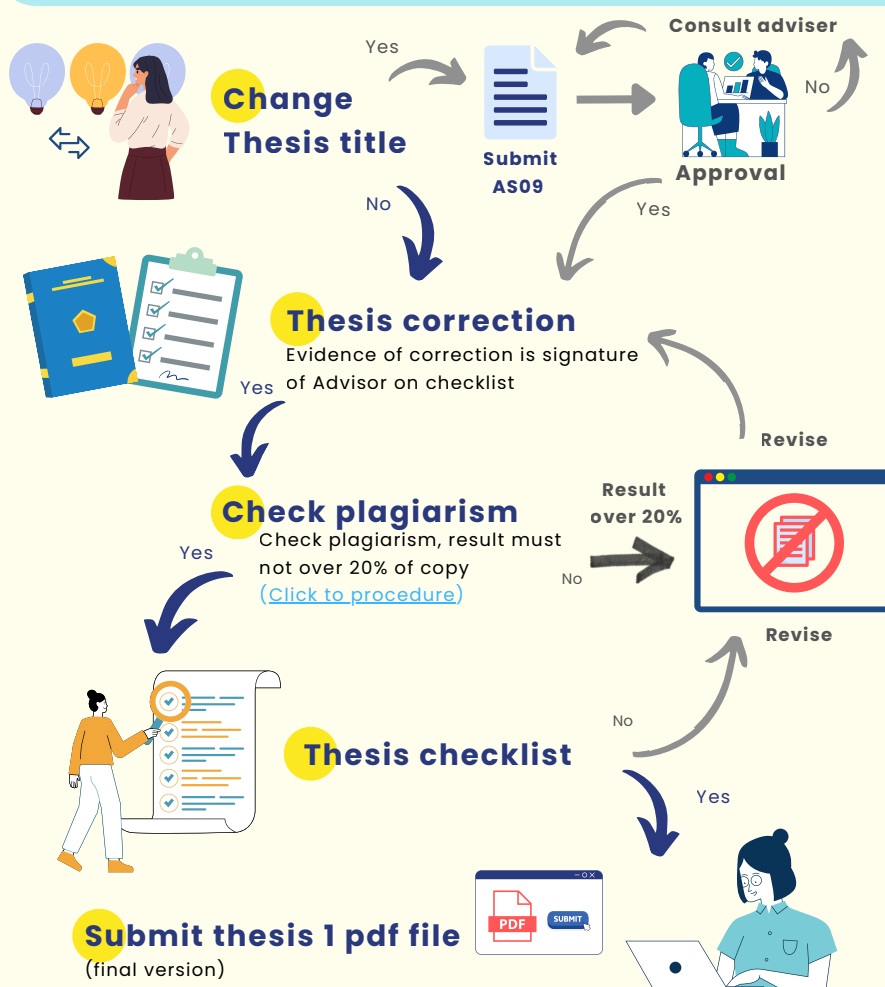 Consult adviser
Yes
No
Change
Thesis title
Submit
AS09
Approval
No
Yes
Thesis correction
Evidence of correction is signature
of Advisor on checklist
Yes
Revise
Result
over 20%
Check plagiarism
Check plagiarism, result must
not over 20% of copy
(Click to procedure)
Yes
No
Revise
No
Thesis checklist
Yes
PDF
SUBMIT
Submit thesis 1 pdf file
(final version)